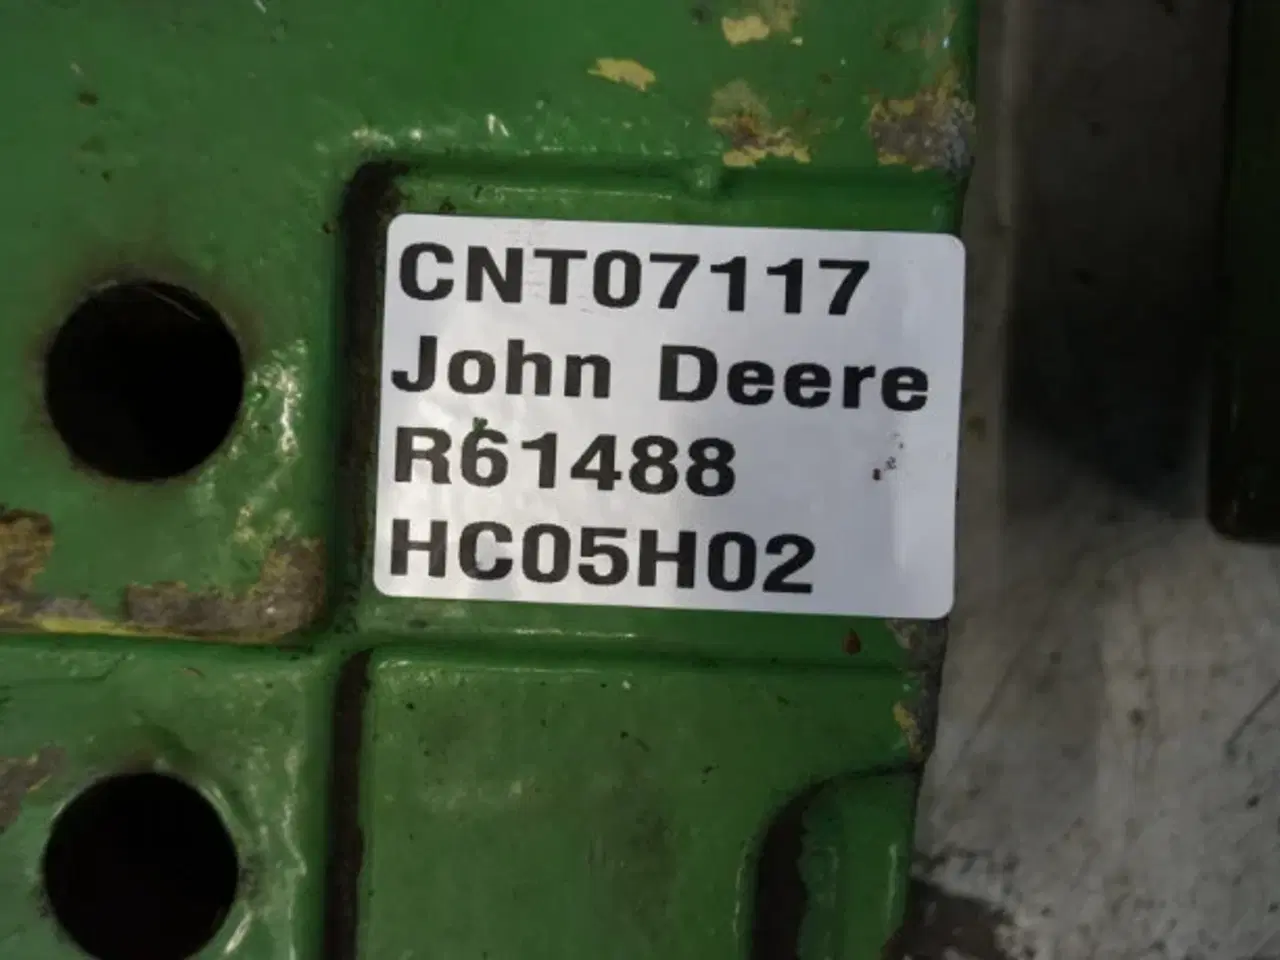 CNT07117
John Deere
R61488
HC05H02